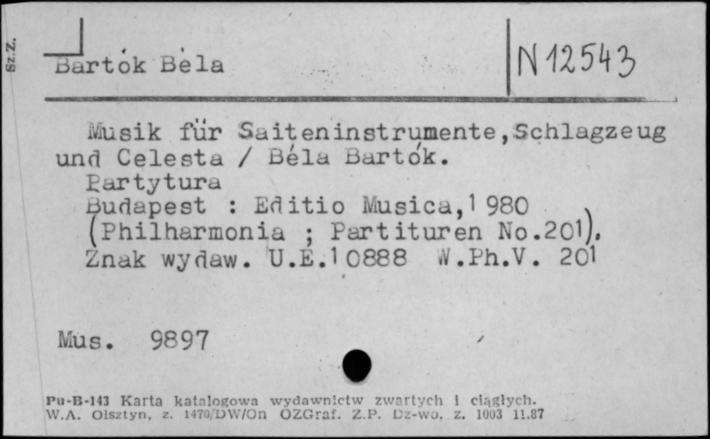 Sz.Z.
Bartók Béla
N 12543
Musik für Saiteninstrumente,Schlagzeug
und Celesta / Béla Bartók.
Partytura
Budapest : Editio Musica,1980
(Philharmonia ; Partituren No.201).
Znak wydaw. U.E.10888 W.Ph.V. 201
Mus. 9897
Pu-B-143 Karta katalogowa wydawnictw zwartych i ciągłych.
W.A. Olsztyn, z. 1470/DW/On OZGraf. Z.P. Dz-wo, z. 1003 11.87